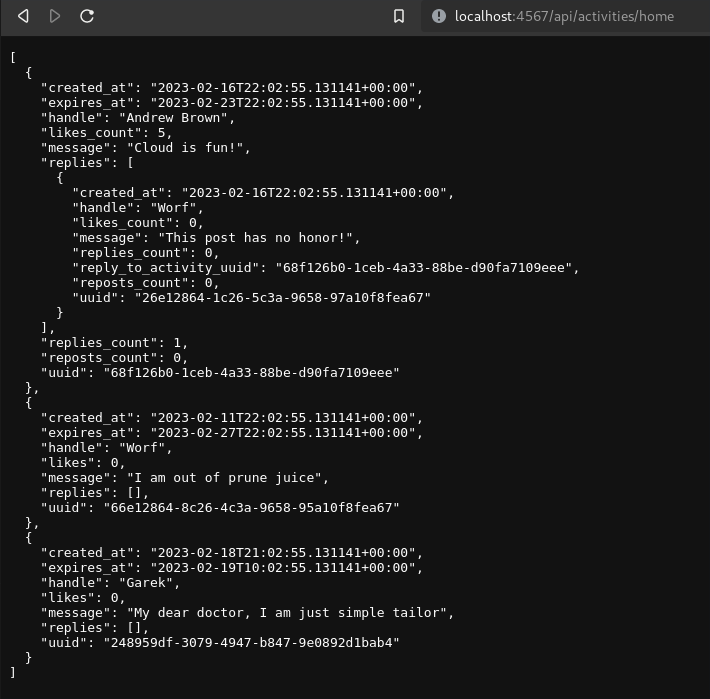 localhost:4567/api/activities/home
[
  {
    "created_at": "2023-02-16T22:02:55.131141+00:00",
    "expires_at": "2023-02-23T22:02:55.131141+00:00",
    "handle": "Andrew Brown",
    "likes_count": 5,
    "message": "Cloud is fun!",
    "replies": [
      {
        "created_at": "2023-02-16T22:02:55.131141+00:00",
        "handle": "Worf",
        "likes_count": 0,
        "message": "This post has no honor!",
        "replies_count": 0,
        "reply_to_activity_uuid": "68f126b0-1ceb-4a33-88be-d90fa7109eee",
        "reposts_count": 0,
        "uuid": "26e12864-1c26-5c3a-9658-97a10f8fea67"
      }
    ],
    "replies_count": 1,
    "reposts_count": 0,
    "uuid": "68f126b0-1ceb-4a33-88be-d90fa7109eee"
  },
  {
    "created_at": "2023-02-11T22:02:55.131141+00:00",
    "expires_at": "2023-02-27T22:02:55.131141+00:00",
    "handle": "Worf",
    "likes": 0,
    "message": "I am out of prune juice",
    "replies": [],
    "uuid": "66e12864-8c26-4c3a-9658-95a10f8fea67"
  },
  {
    "created_at": "2023-02-18T21:02:55.131141+00:00",
    "expires_at": "2023-02-19T10:02:55.131141+00:00",
    "handle": "Garek",
    "likes": 0,
    "message": "My dear doctor, I am just simple tailor",
    "replies": [],
    "uuid": "248959df-3079-4947-b847-9e0892d1bab4"
  }
]